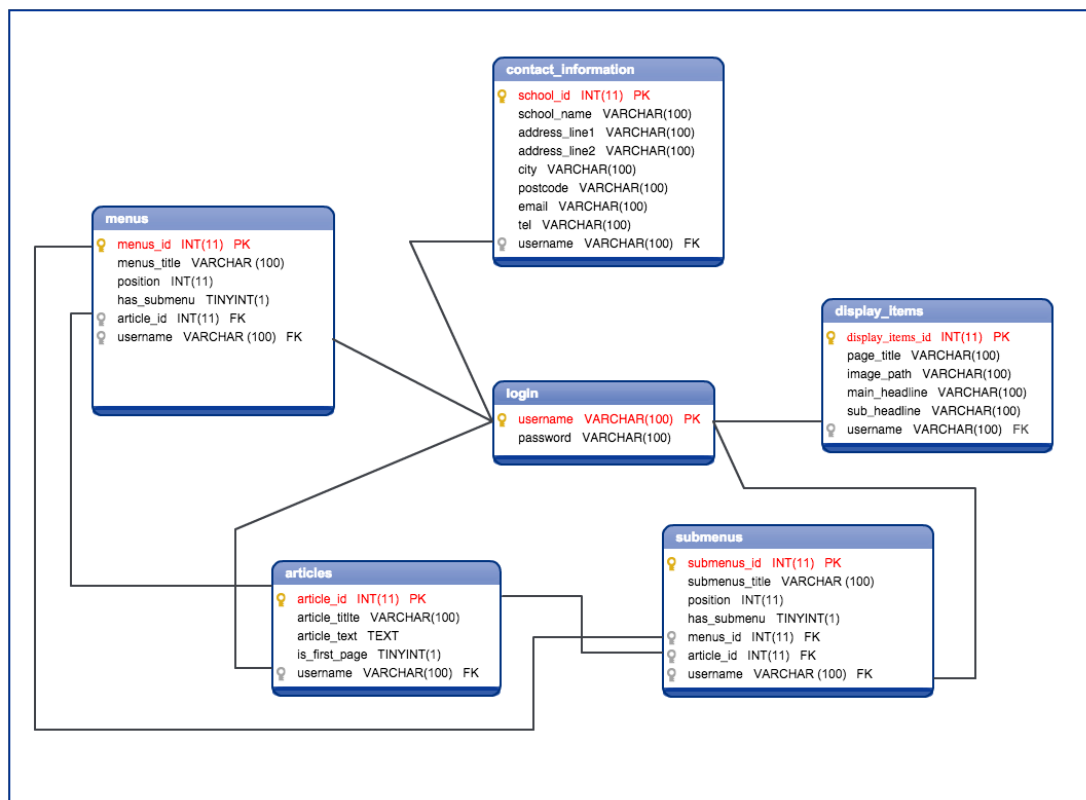 contact_information
school_id INT(11) PK
school_name VARCHAR(100)
address_line1 VARCHAR(100)
address_line2 VARCHAR(100)
city VARCHAR(100)
postcode VARCHAR(100)
email VARCHAR(100)
tel VARCHAR(100)
username VARCHAR(100) FK
menus
menus_id INT(11) PK
menus_title VARCHAR (100)
position INT(11)
has_submenu TINYINT(1)
article_id INT(11) FK
username VARCHAR (100) FK
display_items
display_items_id INT(11) PK
page_title VARCHAR(100)
image_path VARCHAR(100)
main_headline VARCHAR(100)
sub_headline VARCHAR(100)
username VARCHAR(100) FK
login
username VARCHAR(100) PK
password VARCHAR(100)
articles
article_id INT(11) PK
article_titlte VARCHAR(100)
article_text TEXT
is_first_page TINYINT(1)
username VARCHAR(100) FK
submenus
submenus_id INT(11) PK
submenus_title VARCHAR (100)
position INT(11)
has_submenu TINYINT(1)
menus_id INT(11) FK
article_id INT(11) FK
username VARCHAR (100) FK